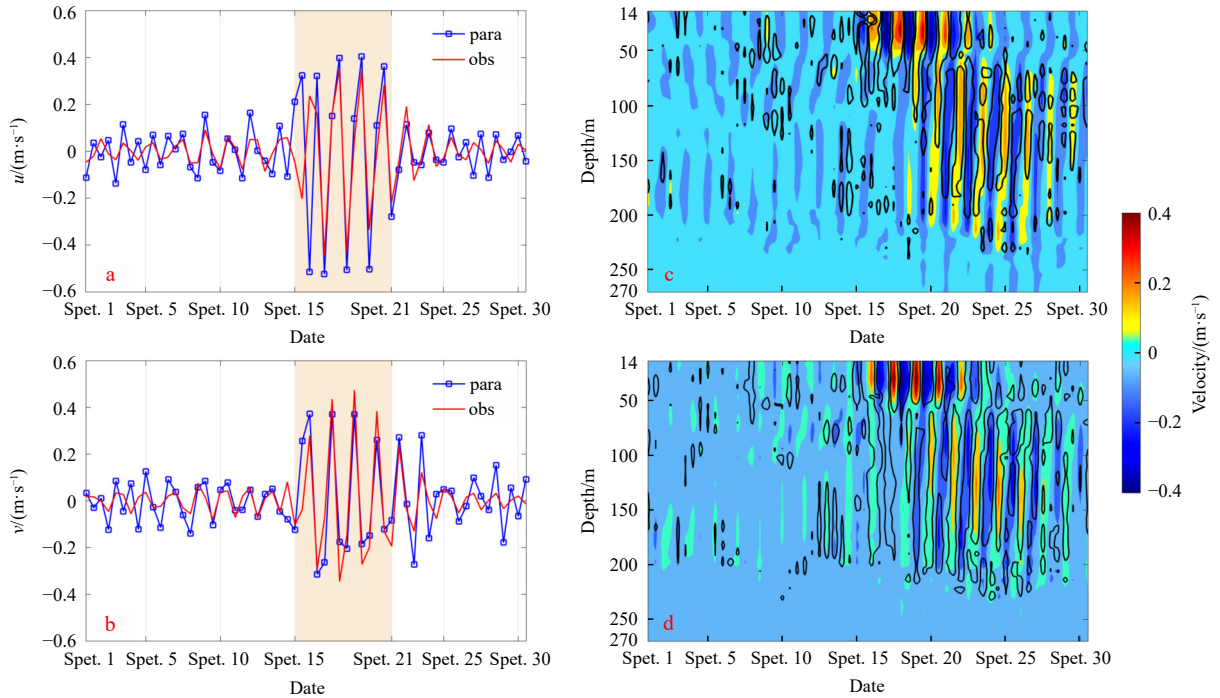 0.6
0.4
0.2
0
−0.2
−0.4
−0.6
u/(m·s⁻¹)
para
obs
a
Spet. 1 Spet. 5 Spet. 10 Spet. 15 Spet. 21 Spet. 25 Spet. 30
Date
14
50
100
150
200
250
270
Depth/m
c
Spet. 1 Spet. 5 Spet. 10 Spet. 15 Spet. 20 Spet. 25 Spet. 30
Date
0.6
0.4
0.2
0
−0.2
−0.4
−0.6
v/(m·s⁻¹)
para
obs
b
Spet. 1 Spet. 5 Spet. 10 Spet. 15 Spet. 21 Spet. 25 Spet. 30
Date
14
50
100
150
200
250
270
Depth/m
d
Spet. 1 Spet. 5 Spet. 10 Spet. 15 Spet. 20 Spet. 25 Spet. 30
Date
0.4
0.2
0
−0.2
−0.4
Velocity/(m·s⁻¹)